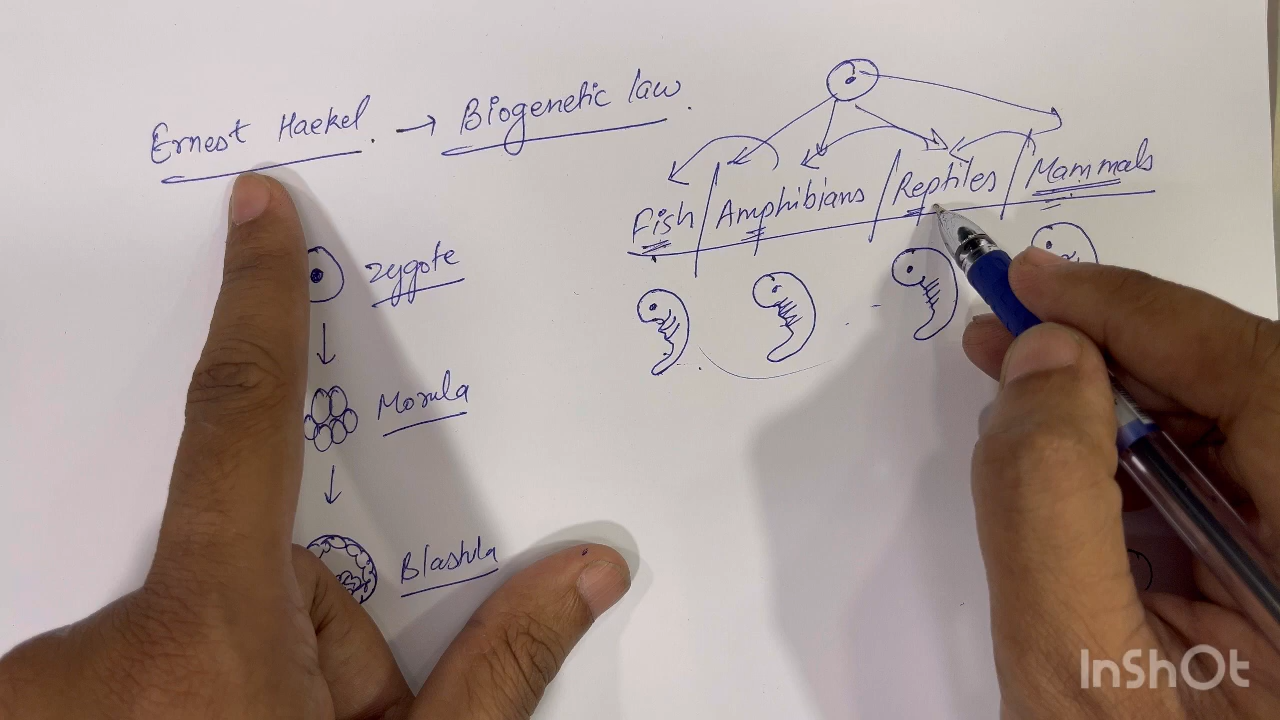 Ernest Haekel. → Biogenetic law.
Fish / Amphibians / Reptiles / Mammals
zygote
Morula
Blastula
InShOt